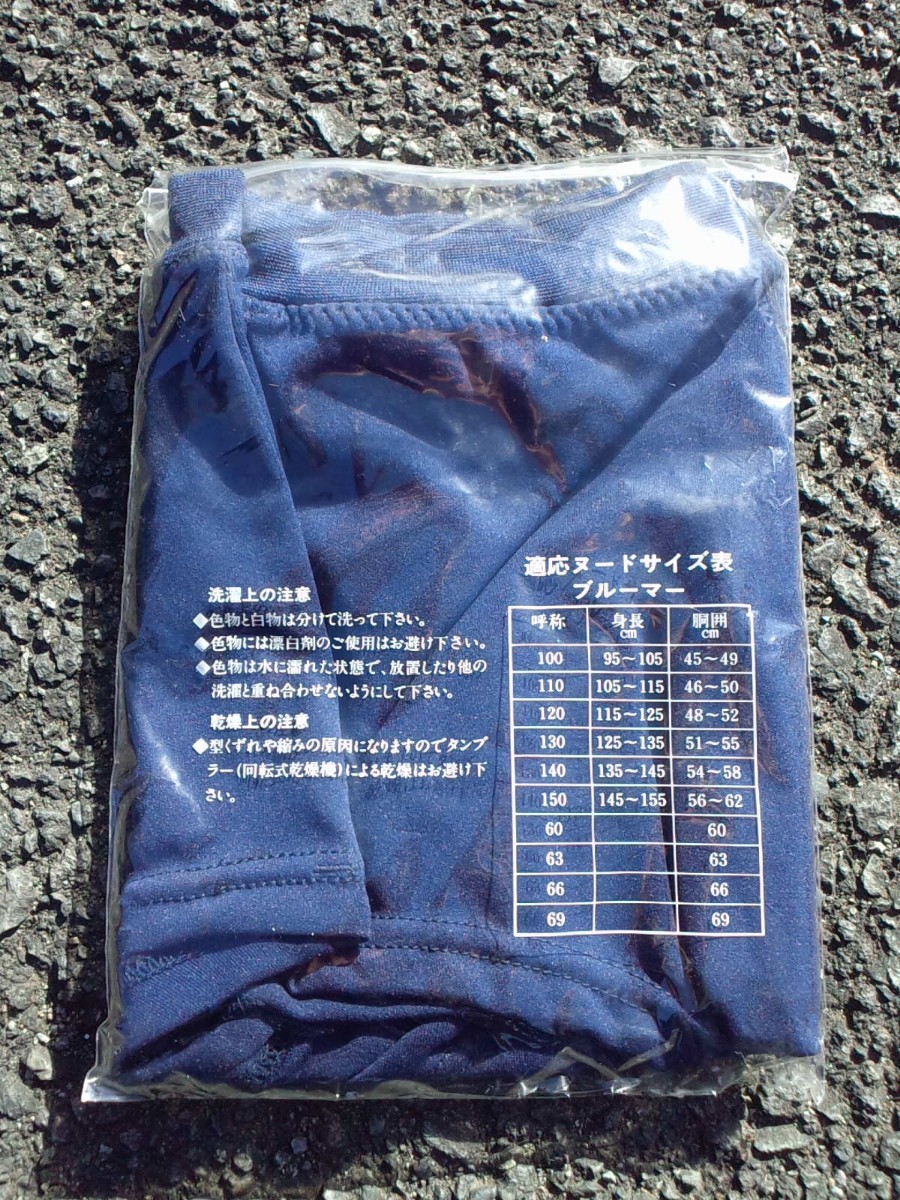 洗濯上の注意
◆色物と白物は分けて洗って下さい。
◆色物には漂白剤のご使用はお避け下さい。
◆色物は水に濡れた状態で、放置したり他の
洗濯と重ね合わせないようにして下さい。
乾燥上の注意
◆型くずれや縮みの原因になりますのでタンブ
ラー(回転式乾燥機)による乾燥はお避け下
さい。
適応ヌードサイズ表
ブルーマー
呼称 身長cm 胴囲cm
100 95〜105 45〜49
110 105〜115 46〜50
120 115〜125 48〜52
130 125〜135 51〜55
140 135〜145 54〜58
150 145〜155 56〜62
60 60
63 63
66 66
69 69